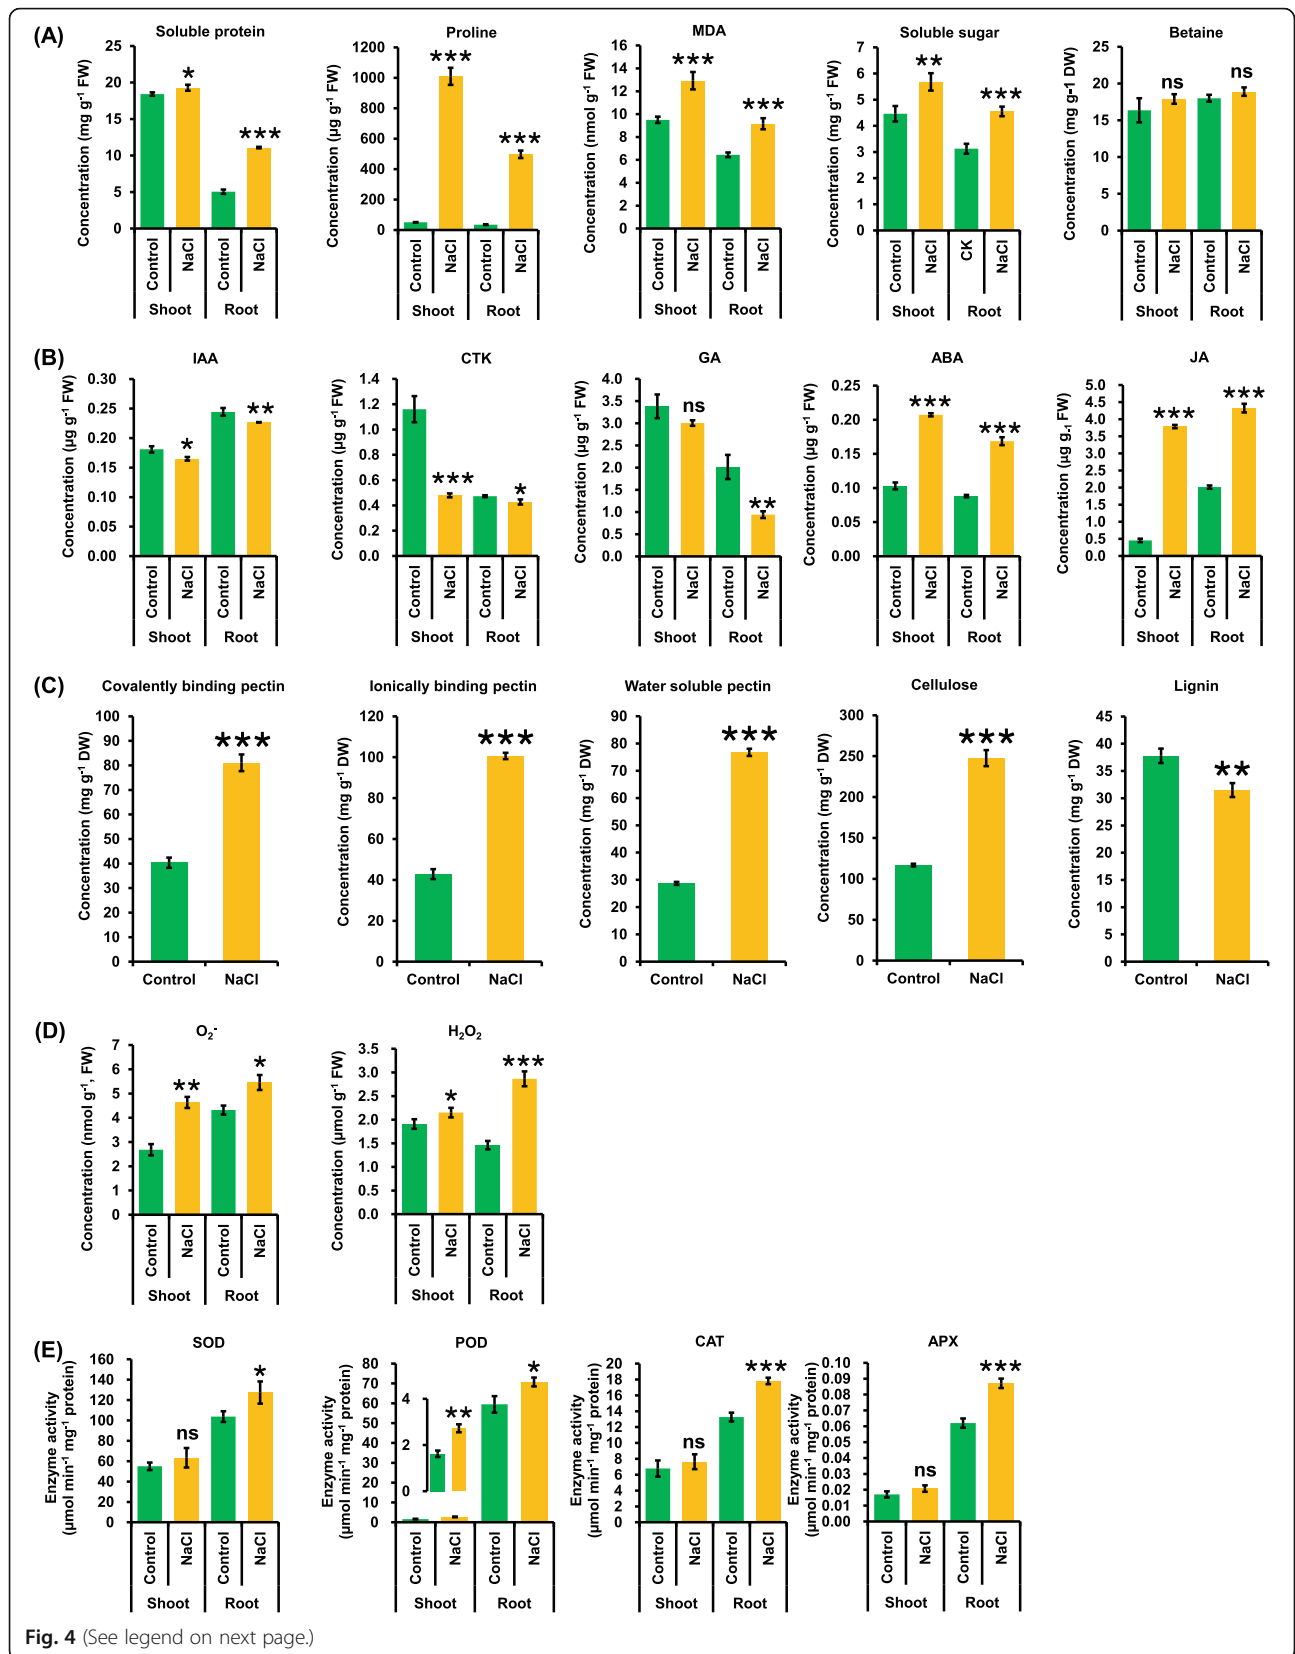 (A)
Soluble protein
Concentration (mg g⁻¹ FW)
25
20
15
10
5
0
*
***
Control NaCl Control NaCl
Shoot Root
Proline
Concentration (µg g⁻¹ FW)
1200
1000
800
600
400
200
0
***
***
Control NaCl Control NaCl
Shoot Root
MDA
Concentration (nmol g⁻¹ FW)
16
14
12
10
8
6
4
2
0
***
***
Control NaCl Control NaCl
Shoot Root
Soluble sugar
Concentration (mg g⁻¹ FW)
7
6
5
4
3
2
1
0
**
***
Control NaCl CK NaCl
Shoot Root
Betaine
Concentration (mg g-1 DW)
25
20
15
10
5
0
ns
ns
Control NaCl Control NaCl
Shoot Root
(B)
IAA
Concentration (µg g⁻¹ FW)
0.30
0.25
0.20
0.15
0.10
0.05
0.00
*
**
Control NaCl Control NaCl
Shoot Root
CTK
Concentration (µg g⁻¹ FW)
1.4
1.2
1.0
0.8
0.6
0.4
0.2
0.0
***
*
Control NaCl Control NaCl
Shoot Root
GA
Concentration (µg g⁻¹ FW)
4.0
3.5
3.0
2.5
2.0
1.5
1.0
0.5
0.0
ns
**
Control NaCl Control NaCl
Shoot Root
ABA
Concentration (µg g⁻¹ FW)
0.25
0.20
0.15
0.10
0.05
0.00
***
***
Control NaCl Control NaCl
Shoot Root
JA
Concentration (µg g₋₁ FW)
5.0
4.5
4.0
3.5
3.0
2.5
2.0
1.5
1.0
0.5
0.0
***
***
Control NaCl Control NaCl
Shoot Root
(C)
Covalently binding pectin
Concentration (mg g⁻¹ DW)
100
90
80
70
60
50
40
30
20
10
0
***
Control NaCl
Ionically binding pectin
Concentration (mg g⁻¹ DW)
120
100
80
60
40
20
0
***
Control NaCl
Water soluble pectin
Concentration (mg g⁻¹ DW)
90
80
70
60
50
40
30
20
10
0
***
Control NaCl
Cellulose
Concentration (mg g⁻¹ DW)
300
250
200
150
100
50
0
***
Control NaCl
Lignin
Concentration (mg g⁻¹ DW)
45
40
35
30
25
20
15
10
5
0
**
Control NaCl
(D)
O₂⁻
Concentration (nmol g⁻¹, FW)
7
6
5
4
3
2
1
0
**
*
Control NaCl Control NaCl
Shoot Root
H₂O₂
Concentration (µmol g⁻¹ FW)
3.5
3.0
2.5
2.0
1.5
1.0
0.5
0.0
*
***
Control NaCl Control NaCl
Shoot Root
(E)
SOD
Enzyme activity
(µmol min⁻¹ mg⁻¹ protein)
160
140
120
100
80
60
40
20
0
ns
*
Control NaCl Control NaCl
Shoot Root
POD
Enzyme activity
(µmol min⁻¹ mg⁻¹ protein)
80
70
60
50
40
30
20
10
0
4
2
0
**
*
Control NaCl Control NaCl
Shoot Root
CAT
Enzyme activity
(µmol min⁻¹ mg⁻¹ protein)
20
18
16
14
12
10
8
6
4
2
0
ns
***
Control NaCl Control NaCl
Shoot Root
APX
Enzyme activity
(µmol min⁻¹ mg⁻¹ protein)
0.10
0.09
0.08
0.07
0.06
0.05
0.04
0.03
0.02
0.01
0.00
ns
***
Control NaCl Control NaCl
Shoot Root
Fig. 4 (See legend on next page.)